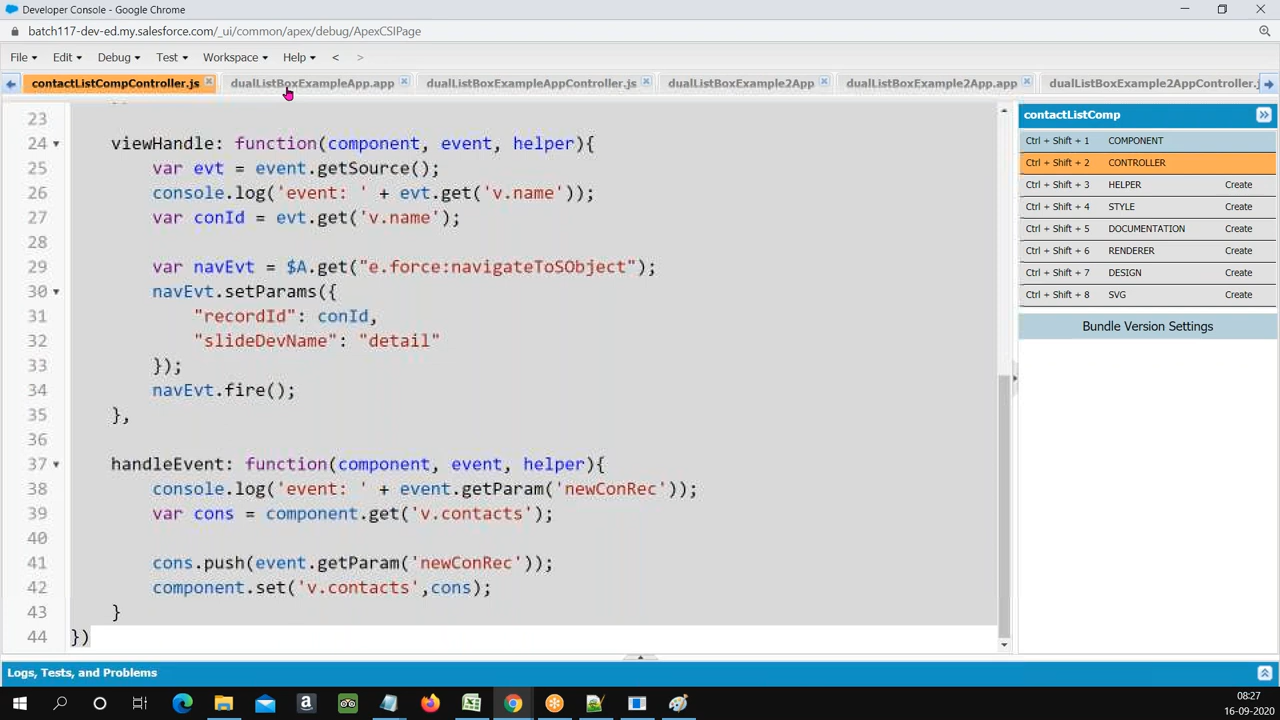 Developer Console - Google Chrome
batch117-dev-ed.my.salesforce.com/_ui/common/apex/debug/ApexCSIPage
File Edit Debug Test Workspace Help < >
contactListCompController.js dualListBoxExampleApp.app dualListBoxExampleAppController.js dualListBoxExample2App dualListBoxExample2App.app dualListBoxExample2AppController.j
23
24 viewHandle: function(component, event, helper){
25 var evt = event.getSource();
26 console.log('event: ' + evt.get('v.name'));
27 var conId = evt.get('v.name');
28
29 var navEvt = $A.get("e.force:navigateToSObject");
30 navEvt.setParams({
31 "recordId": conId,
32 "slideDevName": "detail"
33 });
34 navEvt.fire();
35 },
36
37 handleEvent: function(component, event, helper){
38 console.log('event: ' + event.getParam('newConRec'));
39 var cons = component.get('v.contacts');
40
41 cons.push(event.getParam('newConRec'));
42 component.set('v.contacts',cons);
43 }
44 })
contactListComp
Ctrl + Shift + 1 COMPONENT
Ctrl + Shift + 2 CONTROLLER
Ctrl + Shift + 3 HELPER Create
Ctrl + Shift + 4 STYLE Create
Ctrl + Shift + 5 DOCUMENTATION Create
Ctrl + Shift + 6 RENDERER Create
Ctrl + Shift + 7 DESIGN Create
Ctrl + Shift + 8 SVG Create
Bundle Version Settings
Logs, Tests, and Problems
08:27
16-09-2020